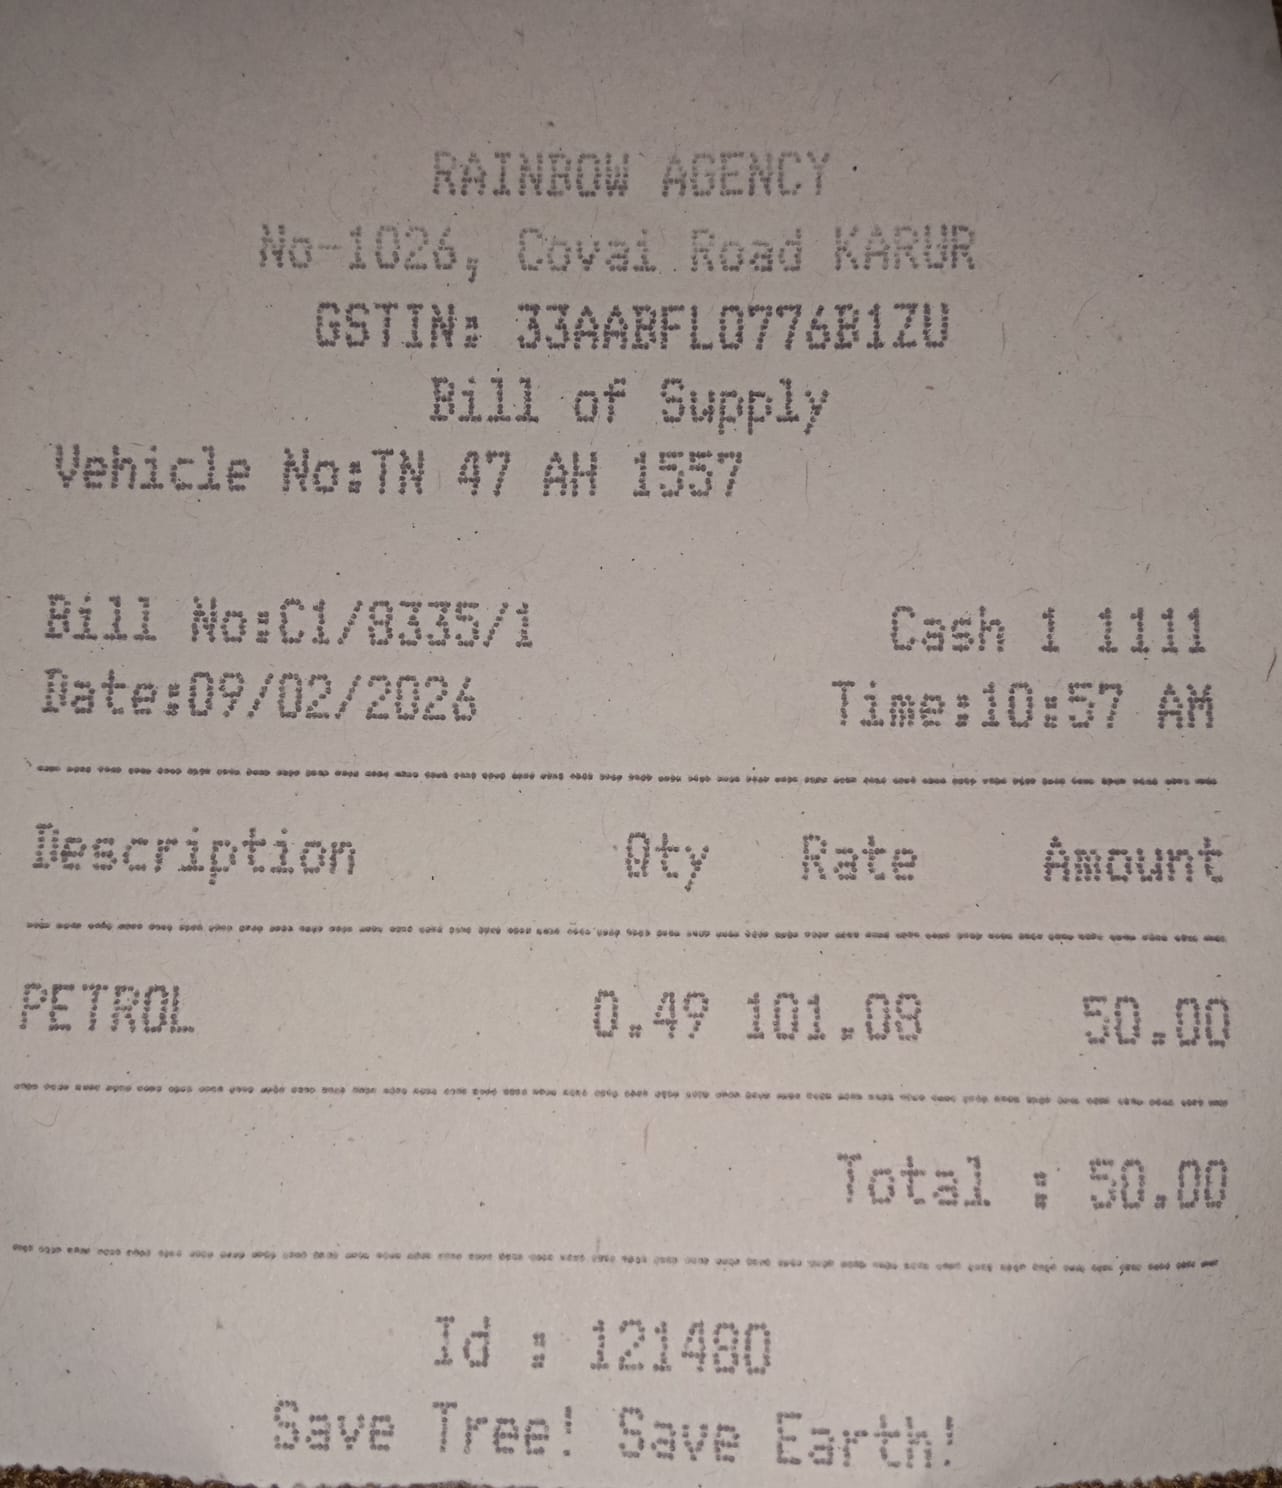 RAINBOW AGENCY
No-1026, Covai Road KARUR
GSTIN: 33AABFL0776B1ZU
Bill of Supply
Vehicle No:TN 47 AH 1557
Bill No:C1/8335/1 Cash : 1111
Date:09/02/2026 Time:10:57 AM
Description Qty Rate Amount
PETROL 0.49 101.08 50.00
Total : 50.00
Id : 121480
Save Tree! Save Earth!